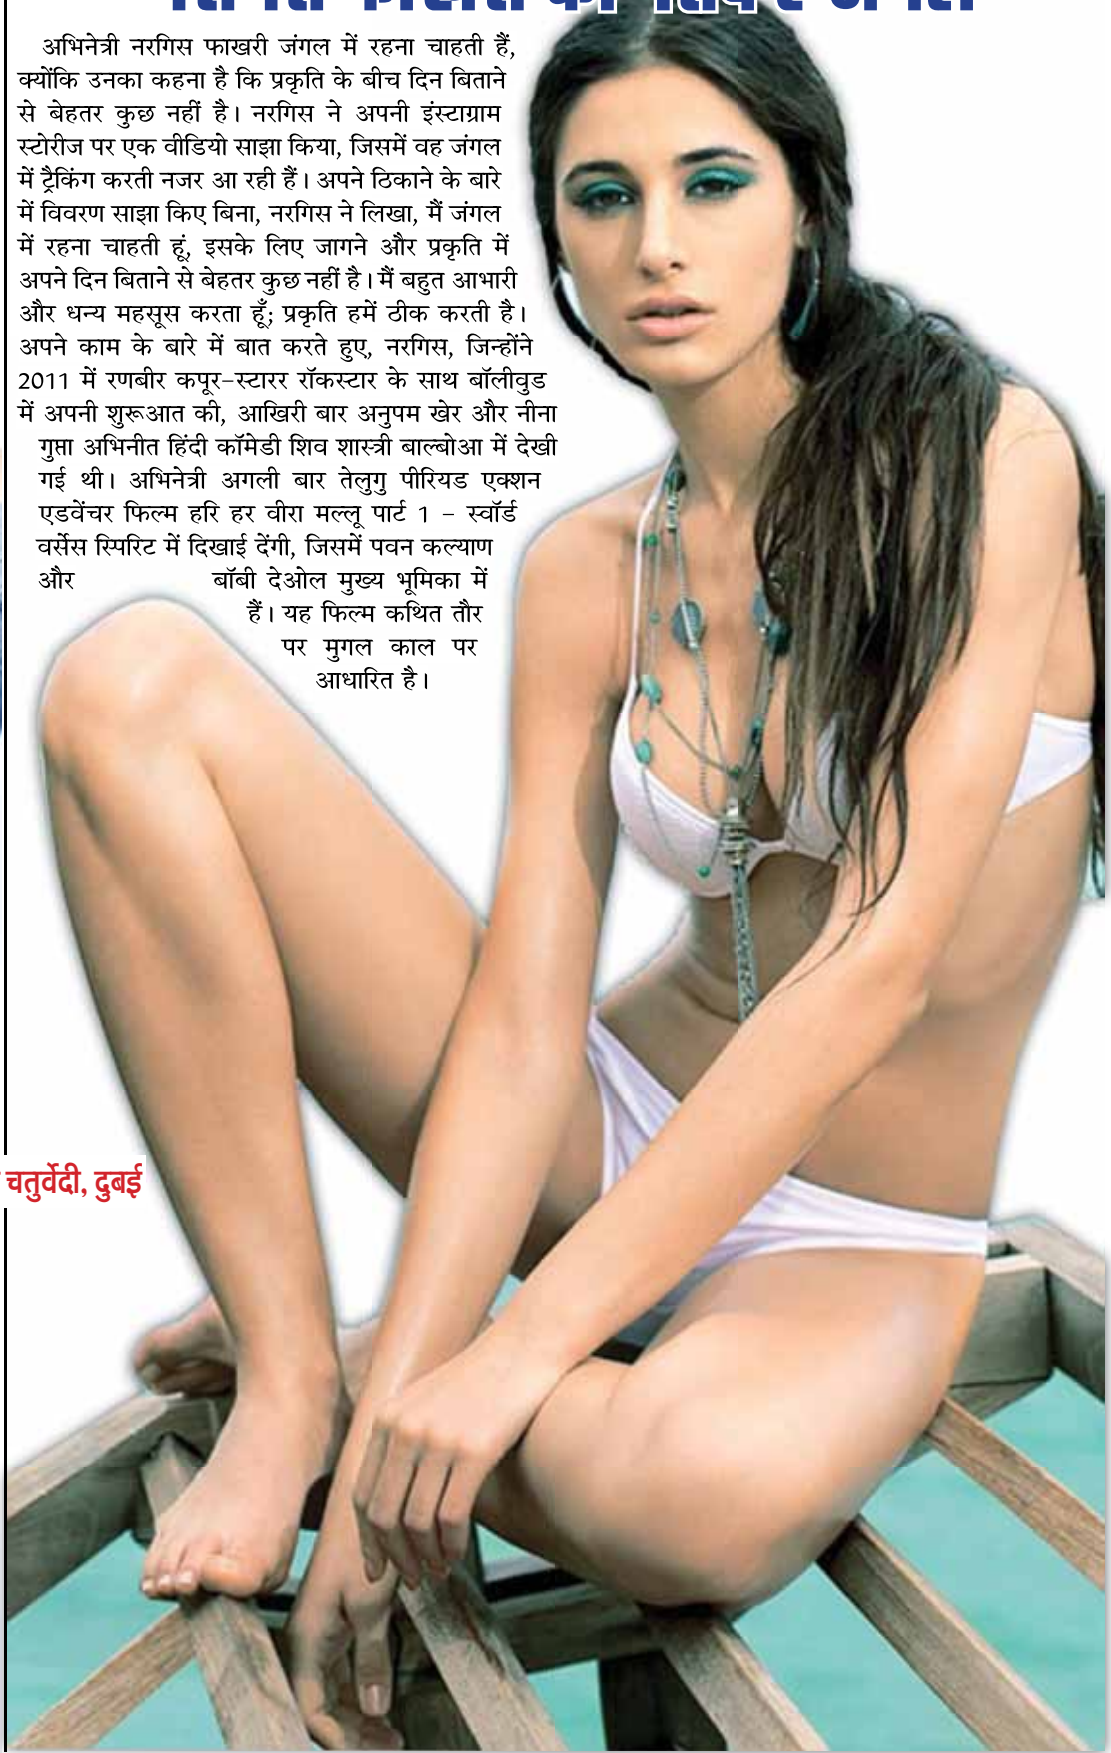 अभिनेत्री नरगिस फाखरी जंगल में रहना चाहती हैं,
क्योंकि उनका कहना है कि प्रकृति के बीच दिन बिताने
से बेहतर कुछ नहीं है। नरगिस ने अपनी इंस्टाग्राम
स्टोरीज पर एक वीडियो साझा किया, जिसमें वह जंगल
में ट्रैकिंग करती नजर आ रही हैं। अपने ठिकाने के बारे
में विवरण साझा किए बिना, नरगिस ने लिखा, मैं जंगल
में रहना चाहती हूं, इसके लिए जागने और प्रकृति में
अपने दिन बिताने से बेहतर कुछ नहीं है। मैं बहुत आभारी
और धन्य महसूस करता हूँ; प्रकृति हमें ठीक करती है।
अपने काम के बारे में बात करते हुए, नरगिस, जिन्होंने
2011 में रणबीर कपूर-स्टारर रॉकस्टार के साथ बॉलीवुड
में अपनी शुरूआत की, आखिरी बार अनुपम खेर और नीना
गुप्ता अभिनीत हिंदी कॉमेडी शिव शास्त्री बाल्बोआ में देखी
गई थी। अभिनेत्री अगली बार तेलुगु पीरियड एक्शन
एडवेंचर फिल्म हरि हर वीरा मल्लू पार्ट 1 - स्वॉर्ड
वर्सेस स्पिरिट में दिखाई देंगी, जिसमें पवन कल्याण
और बॉबी देओल मुख्य भूमिका में
हैं। यह फिल्म कथित तौर
पर मुगल काल पर
आधारित है।
चतुर्वेदी, दुबई